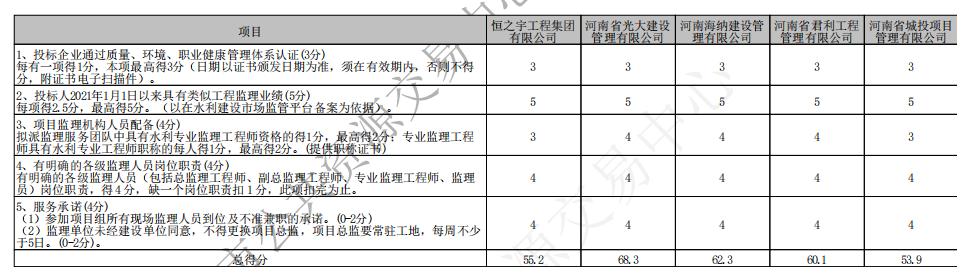 项目 恒之宇工程集团有限公司 河南省光大建设管理有限公司 河南海纳建设管理有限公司 河南省君利工程管理有限公司 河南省城投项目管理有限公司
1、投标企业通过质量、环境、职业健康管理体系认证(3分)
每有一项得1分，本项最高得3分（日期以证书颁发日期为准，须在有效期内，否则不得
分，附证书电子扫描件）。 3 3 3 3 3
2、投标人2021年1月1日以来具有类似工程监理业绩(5分)
每项得2.5分，最高得5分。（以在水利建设市场监管平台备案为依据）。 5 5 5 5 5
3、项目监理机构人员配备(4分)
拟派监理服务团队中具有水利专业监理工程师资格的得1分，最高得2分；专业监理工程
师具有水利专业工程师职称的每人得1分，最高得2分。(提供职称证书) 3 4 4 4 3
4、有明确的各级监理人员岗位职责(4分)
有明确的各级监理人员（包括总监理工程师、副总监理工程师、专业监理工程师、监理
员）岗位职责，得4分，缺一个岗位职责扣1分，此项扣完为止。 4 4 4 4 4
5、服务承诺(4分)
（1）参加项目组所有现场监理人员到位及不准兼职的承诺。(0-2分)
（2）监理单位未经建设单位同意，不得更换项目总监，项目总监要常驻工地，每周不少
于5日。(0-2分)。 4 4 4 4 4
总得分 55.2 68.3 62.3 60.1 53.9
市公共资源交易中心
源交易中心